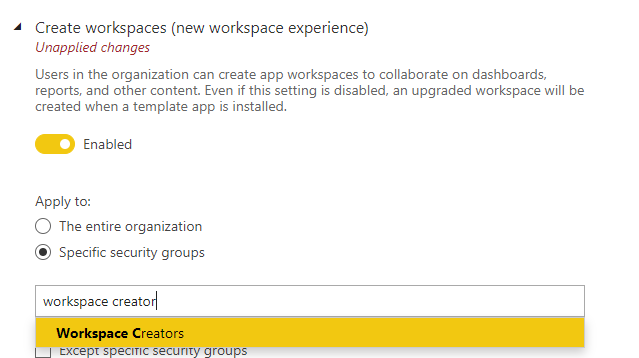 Create workspaces (new workspace experience)
Unapplied changes
Users in the organization can create app workspaces to collaborate on dashboards,
reports, and other content. Even if this setting is disabled, an upgraded workspace will be
created when a template app is installed.
Enabled
Apply to:
The entire organization
Specific security groups
workspace creator
Workspace Creators
Except specific security groups